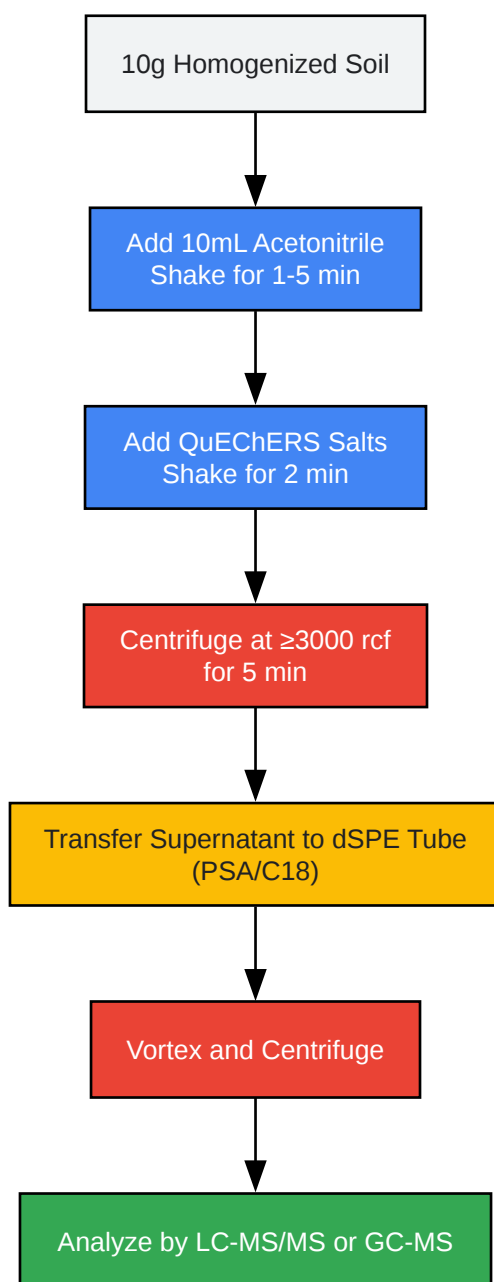 10g Homogenized Soil
Add 10mL Acetonitrile
Shake for 1-5 min
Add QuEChERS Salts
Shake for 2 min
Centrifuge at ≥3000 rcf
for 5 min
Transfer Supernatant to dSPE Tube
(PSA/C18)
Vortex and Centrifuge
Analyze by LC-MS/MS or GC-MS